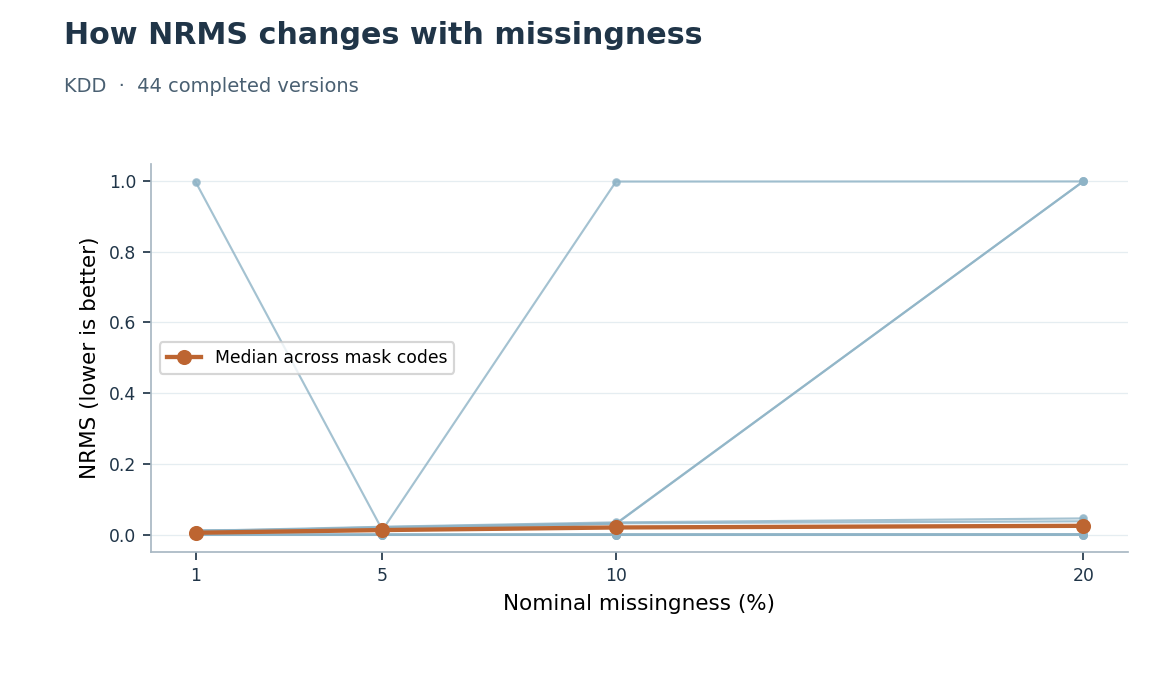 How NRMS changes with missingness
KDD · 44 completed versions
NRMS (lower is better)
1.0
0.8
0.6
0.4
0.2
0.0
Median across mask codes
1 5 10 20
Nominal missingness (%)